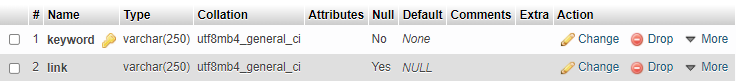 # Name Type Collation Attributes Null Default Comments Extra Action
1 keyword varchar(250) utf8mb4_general_ci No None Change Drop More
2 link varchar(250) utf8mb4_general_ci Yes NULL Change Drop More